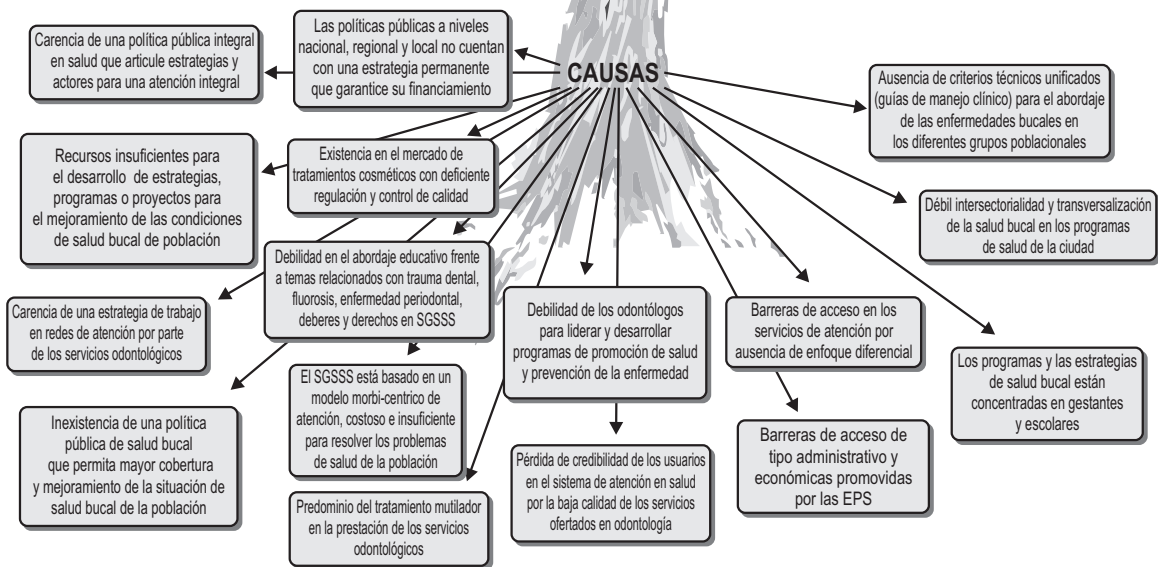 Carencia de una política pública integral
en salud que articule estrategias y
actores para una atención integral
Las políticas públicas a niveles
nacional, regional y local no cuentan
con una estrategia permanente
que garantice su financiamiento
CAUSAS
Ausencia de criterios técnicos unificados
(guías de manejo clínico) para el abordaje
de las enfermedades bucales en
los diferentes grupos poblacionales
Recursos insuficientes para
el desarrollo de estrategias,
programas o proyectos para
el mejoramiento de las condiciones
de salud bucal de población
Existencia en el mercado de
tratamientos cosméticos con deficiente
regulación y control de calidad
Débil intersectorialidad y transversalización
de la salud bucal en los programas
de salud de la ciudad
Debilidad en el abordaje educativo frente
a temas relacionados con trauma dental,
fluorosis, enfermedad periodontal,
deberes y derechos en SGSSS
Carencia de una estrategia de trabajo
en redes de atención por parte
de los servicios odontológicos
Debilidad de los odontólogos
para liderar y desarrollar
programas de promoción de salud
y prevención de la enfermedad
Barreras de acceso en los
servicios de atención por
ausencia de enfoque diferencial
Los programas y las estrategias
de salud bucal están
concentradas en gestantes
y escolares
El SGSSS está basado en un
modelo morbi-centrico de
atención, costoso e insuficiente
para resolver los problemas
de salud de la población
Inexistencia de una política
pública de salud bucal
que permita mayor cobertura
y mejoramiento de la situación de
salud bucal de la población
Barreras de acceso de
tipo administrativo y
económicas promovidas
por las EPS
Pérdida de credibilidad de los usuarios
en el sistema de atención en salud
por la baja calidad de los servicios
ofertados en odontología
Predominio del tratamiento mutilador
en la prestación de los servicios
odontológicos